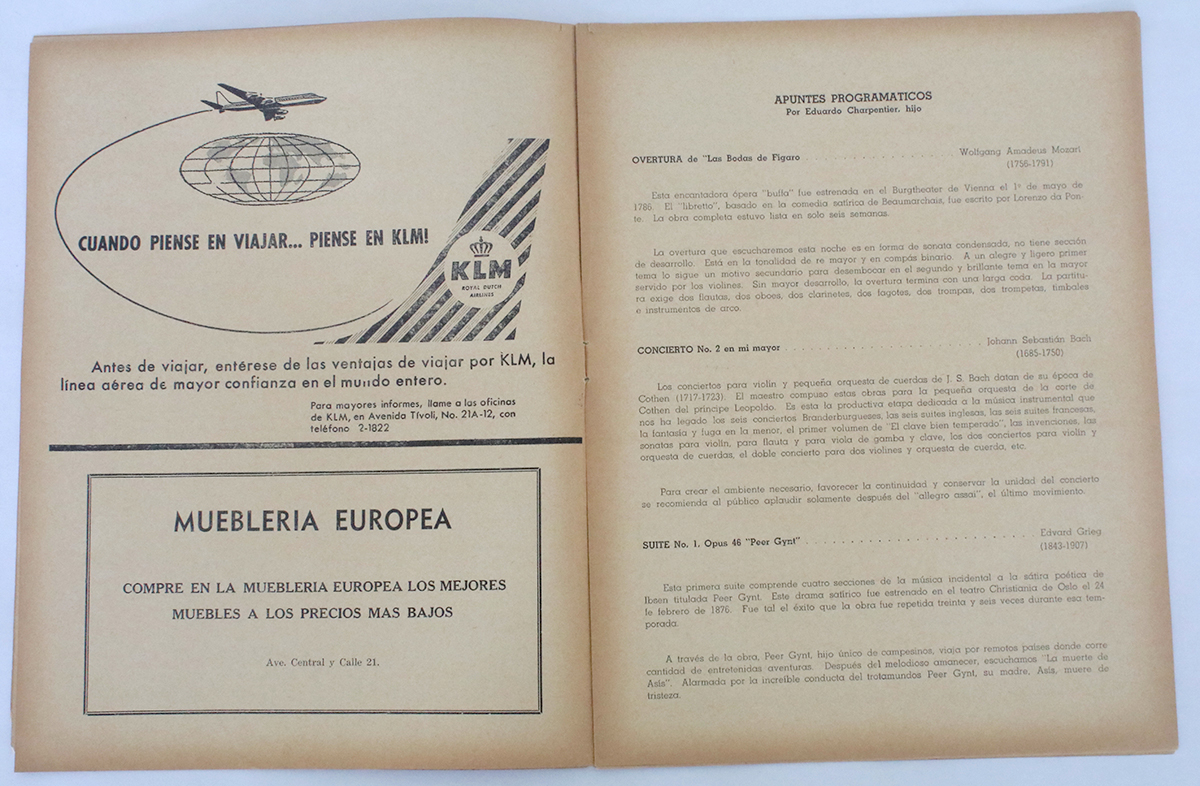 CUANDO PIENSE EN VIAJAR... PIENSE EN KLM!
KLM
ROYAL DUTCH
AIRLINES
Antes de viajar, entérese de las ventajas de viajar por KLM, la
línea aérea de mayor confianza en el mundo entero.
Para mayores informes, llame a las oficinas
de KLM, en Avenida Tívoli, No. 21A-12, con
teléfono 2-1822
MUEBLERIA EUROPEA
COMPRE EN LA MUEBLERIA EUROPEA LOS MEJORES
MUEBLES A LOS PRECIOS MAS BAJOS
Ave. Central y Calle 21.
APUNTES PROGRAMATICOS
Por Eduardo Charpentier, hijo
OVERTURA de "Las Bodas de Figaro . . . . . . . . . . . . . . . . Wolfgang Amadeus Mozart
(1756-1791)
Esta encantadora ópera "buffa" fue estrenada en el Burgtheater de Vienna el 1º de mayo de
1786. El "libretto", basado en la comedia satírica de Beaumarchais, fue escrito por Lorenzo da Pon-
te. La obra completa estuvo lista en solo seis semanas.
La overtura que escucharemos esta noche es en forma de sonata condensada, no tiene sección
de desarrollo. Está en la tonalidad de re mayor y en compás binario. A un alegre y ligero primer
tema lo sigue un motivo secundario para desembocar en el segundo y brillante tema en la mayor
servido por los violines. Sin mayor desarrollo, la overtura termina con una larga coda. La partitu-
ra exige dos flautas, dos oboes, dos clarinetes, dos fagotes, dos trompas, dos trompetas, timbales
e instrumentos de arco.
CONCIERTO No. 2 en mi mayor . . . . . . . . . . . . . . . . . . . . Johann Sebastián Bach
(1685-1750)
Los conciertos para violín y pequeña orquesta de cuerdas de J. S. Bach datan de su época de
Cothen (1717-1723). El maestro compuso estas obras para la pequeña orquesta de la corte de
Cothen del príncipe Leopoldo. Es esta la productiva etapa dedicada a la música instrumental que
nos ha legado los seis conciertos Branderburgueses, las seis suites inglesas, las seis suites francesas,
la fantasía y fuga en la menor, el primer volumen de "El clave bien temperado", las invenciones, las
sonatas para violín, para flauta y para viola de gamba y clave, los dos conciertos para violín y
orquesta de cuerdas, el doble concierto para dos violines y orquesta de cuerda, etc.
Para crear el ambiente necesario, favorecer la continuidad y conservar la unidad del concierto
se recomienda al público aplaudir solamente después del "allegro assai", el último movimiento.
SUITE No. 1, Opus 46 "Peer Gynt" . . . . . . . . . . . . . . . . . . . . . Edvard Grieg
(1843-1907)
Esta primera suite comprende cuatro secciones de la música incidental a la sátira poética de
Ibsen titulada Peer Gynt. Este drama satírico fue estrenado en el teatro Christiania de Oslo el 24
de febrero de 1876. Fue tal el éxito que la obra fue repetida treinta y seis veces durante esa tem-
porada.
A través de la obra, Peer Gynt, hijo único de campesinos, viaja por remotos países donde corre
cantidad de entretenidas aventuras. Después del melodioso amanecer, escuchamos "La muerte de
Asís". Alarmada por la increíble conducta del trotamundos Peer Gynt, su madre, Asís, muere de
tristeza.